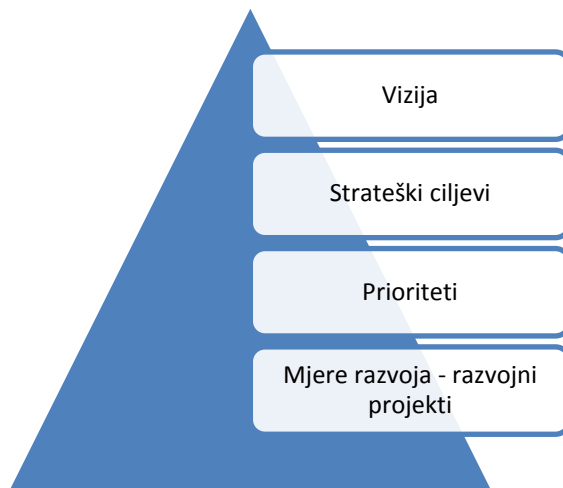 Vizija
Strateški ciljevi
Prioriteti
Mjere razvoja - razvojni
projekti